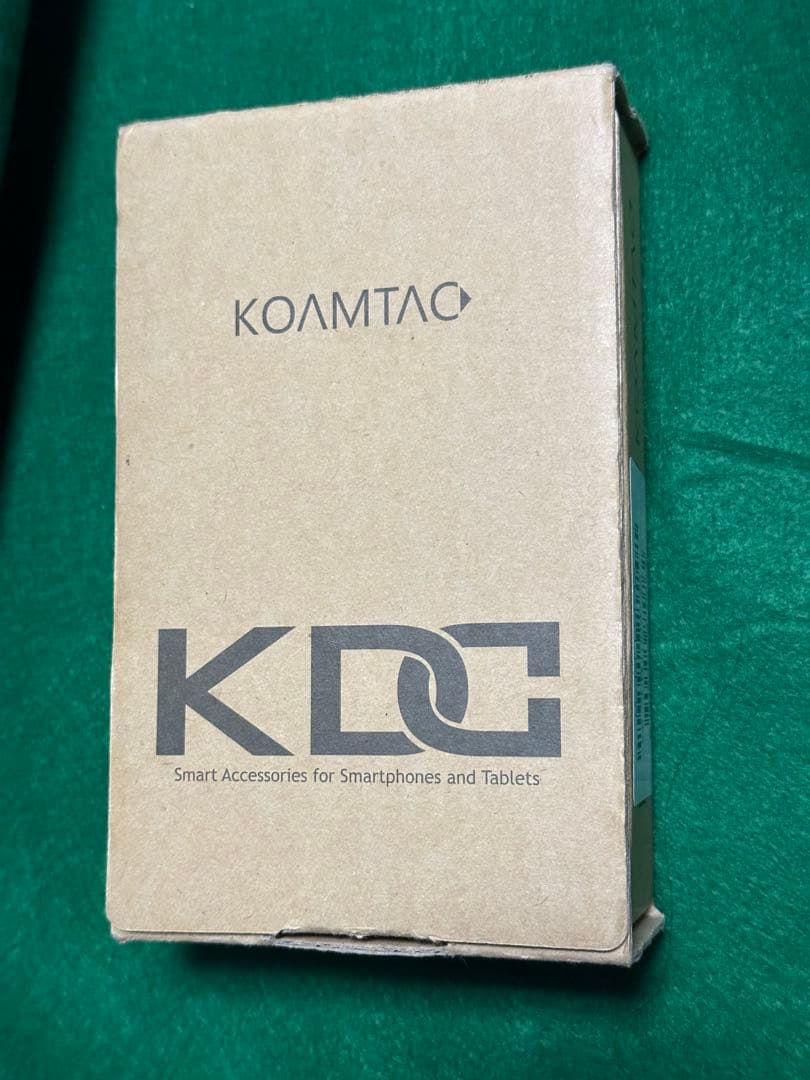 KOAMTAC
KDC
Smart Accessories for Smartphones and Tablets